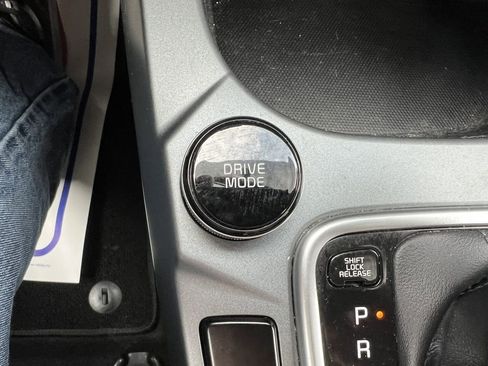 DRIVE
MODE
SHIFT
LOCK
RELEASE
P
R